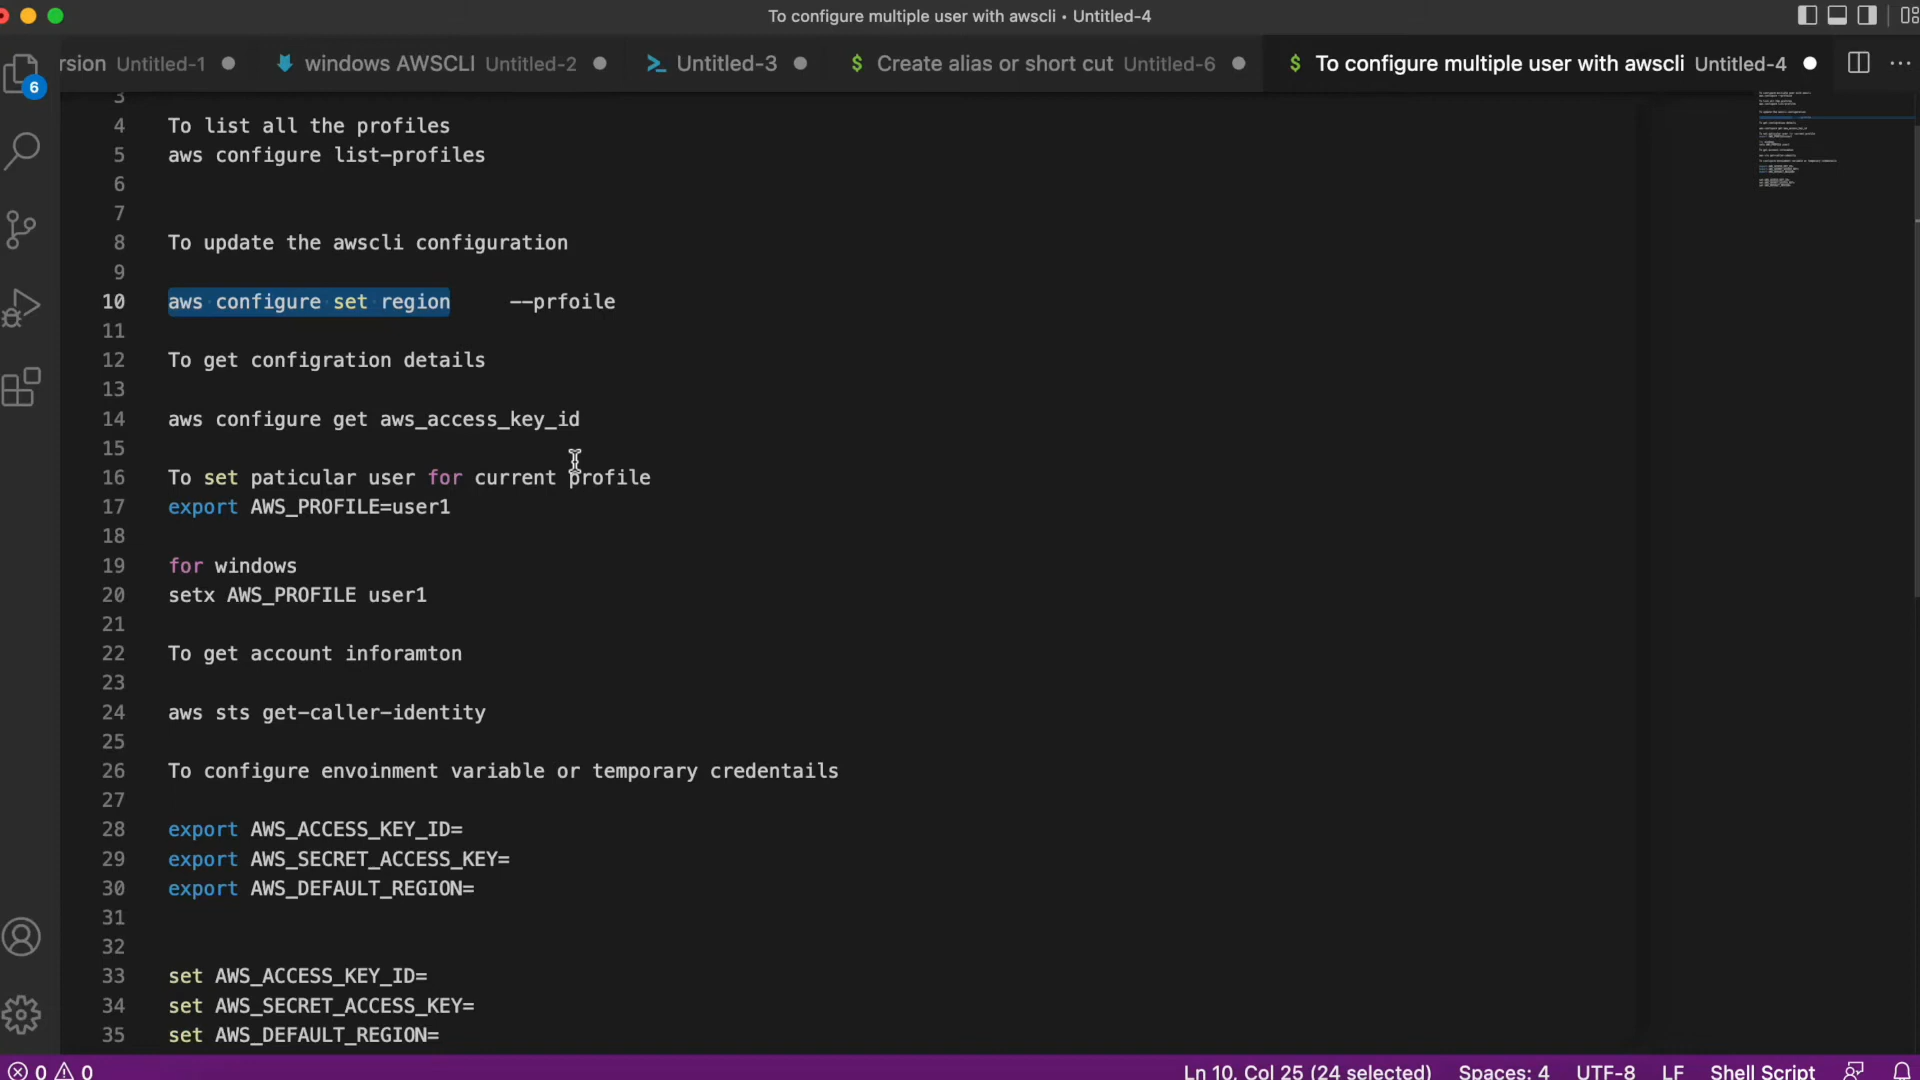 To configure multiple user with awscli • Untitled-4
rsion Untitled-1
windows AWSCLI Untitled-2
Untitled-3
$ Create alias or short cut Untitled-6
$ To configure multiple user with awscli Untitled-4
6
3
4 To list all the profiles
5 aws configure list-profiles
6
7
8 To update the awscli configuration
9
10 aws configure set region --prfoile
11
12 To get configration details
13
14 aws configure get aws_access_key_id
15
16 To set paticular user for current profile
17 export AWS_PROFILE=user1
18
19 for windows
20 setx AWS_PROFILE user1
21
22 To get account inforamton
23
24 aws sts get-caller-identity
25
26 To configure envoinment variable or temporary credentails
27
28 export AWS_ACCESS_KEY_ID=
29 export AWS_SECRET_ACCESS_KEY=
30 export AWS_DEFAULT_REGION=
31
32
33 set AWS_ACCESS_KEY_ID=
34 set AWS_SECRET_ACCESS_KEY=
35 set AWS_DEFAULT_REGION=
0 0 Ln 10, Col 25 (24 selected) Spaces: 4 UTF-8 LF Shell Script